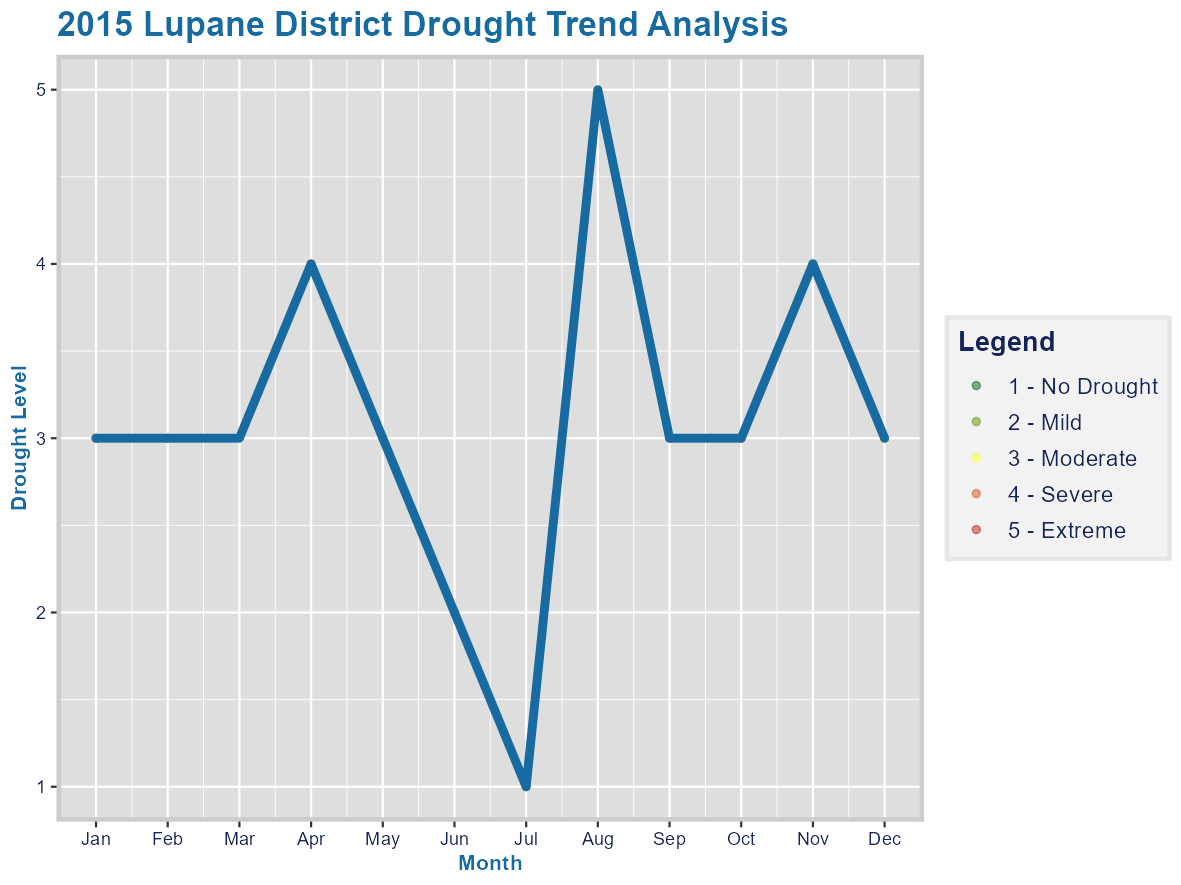 2015 Lupane District Drought Trend Analysis
5
4
3
2
1
Drought Level
Jan Feb Mar Apr May Jun Jul Aug Sep Oct Nov Dec
Month
Legend
1 - No Drought
2 - Mild
3 - Moderate
4 - Severe
5 - Extreme